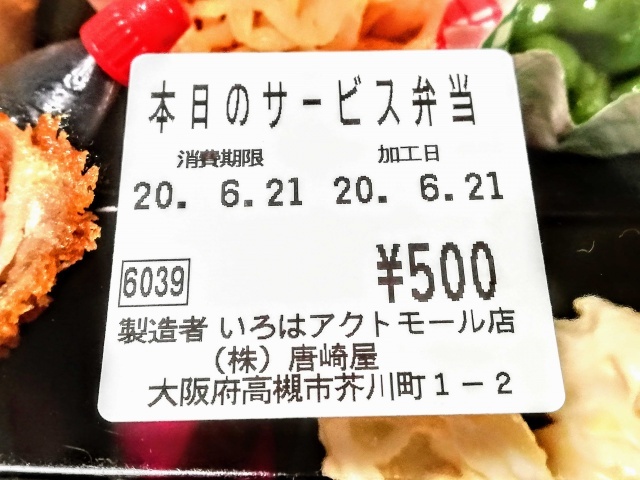 本日のサービス弁当
消費期限 加工日
20. 6.21 20. 6.21
6039 ¥500
製造者 いろはアクトモール店
(株) 唐崎屋
大阪府高槻市芥川町1-2